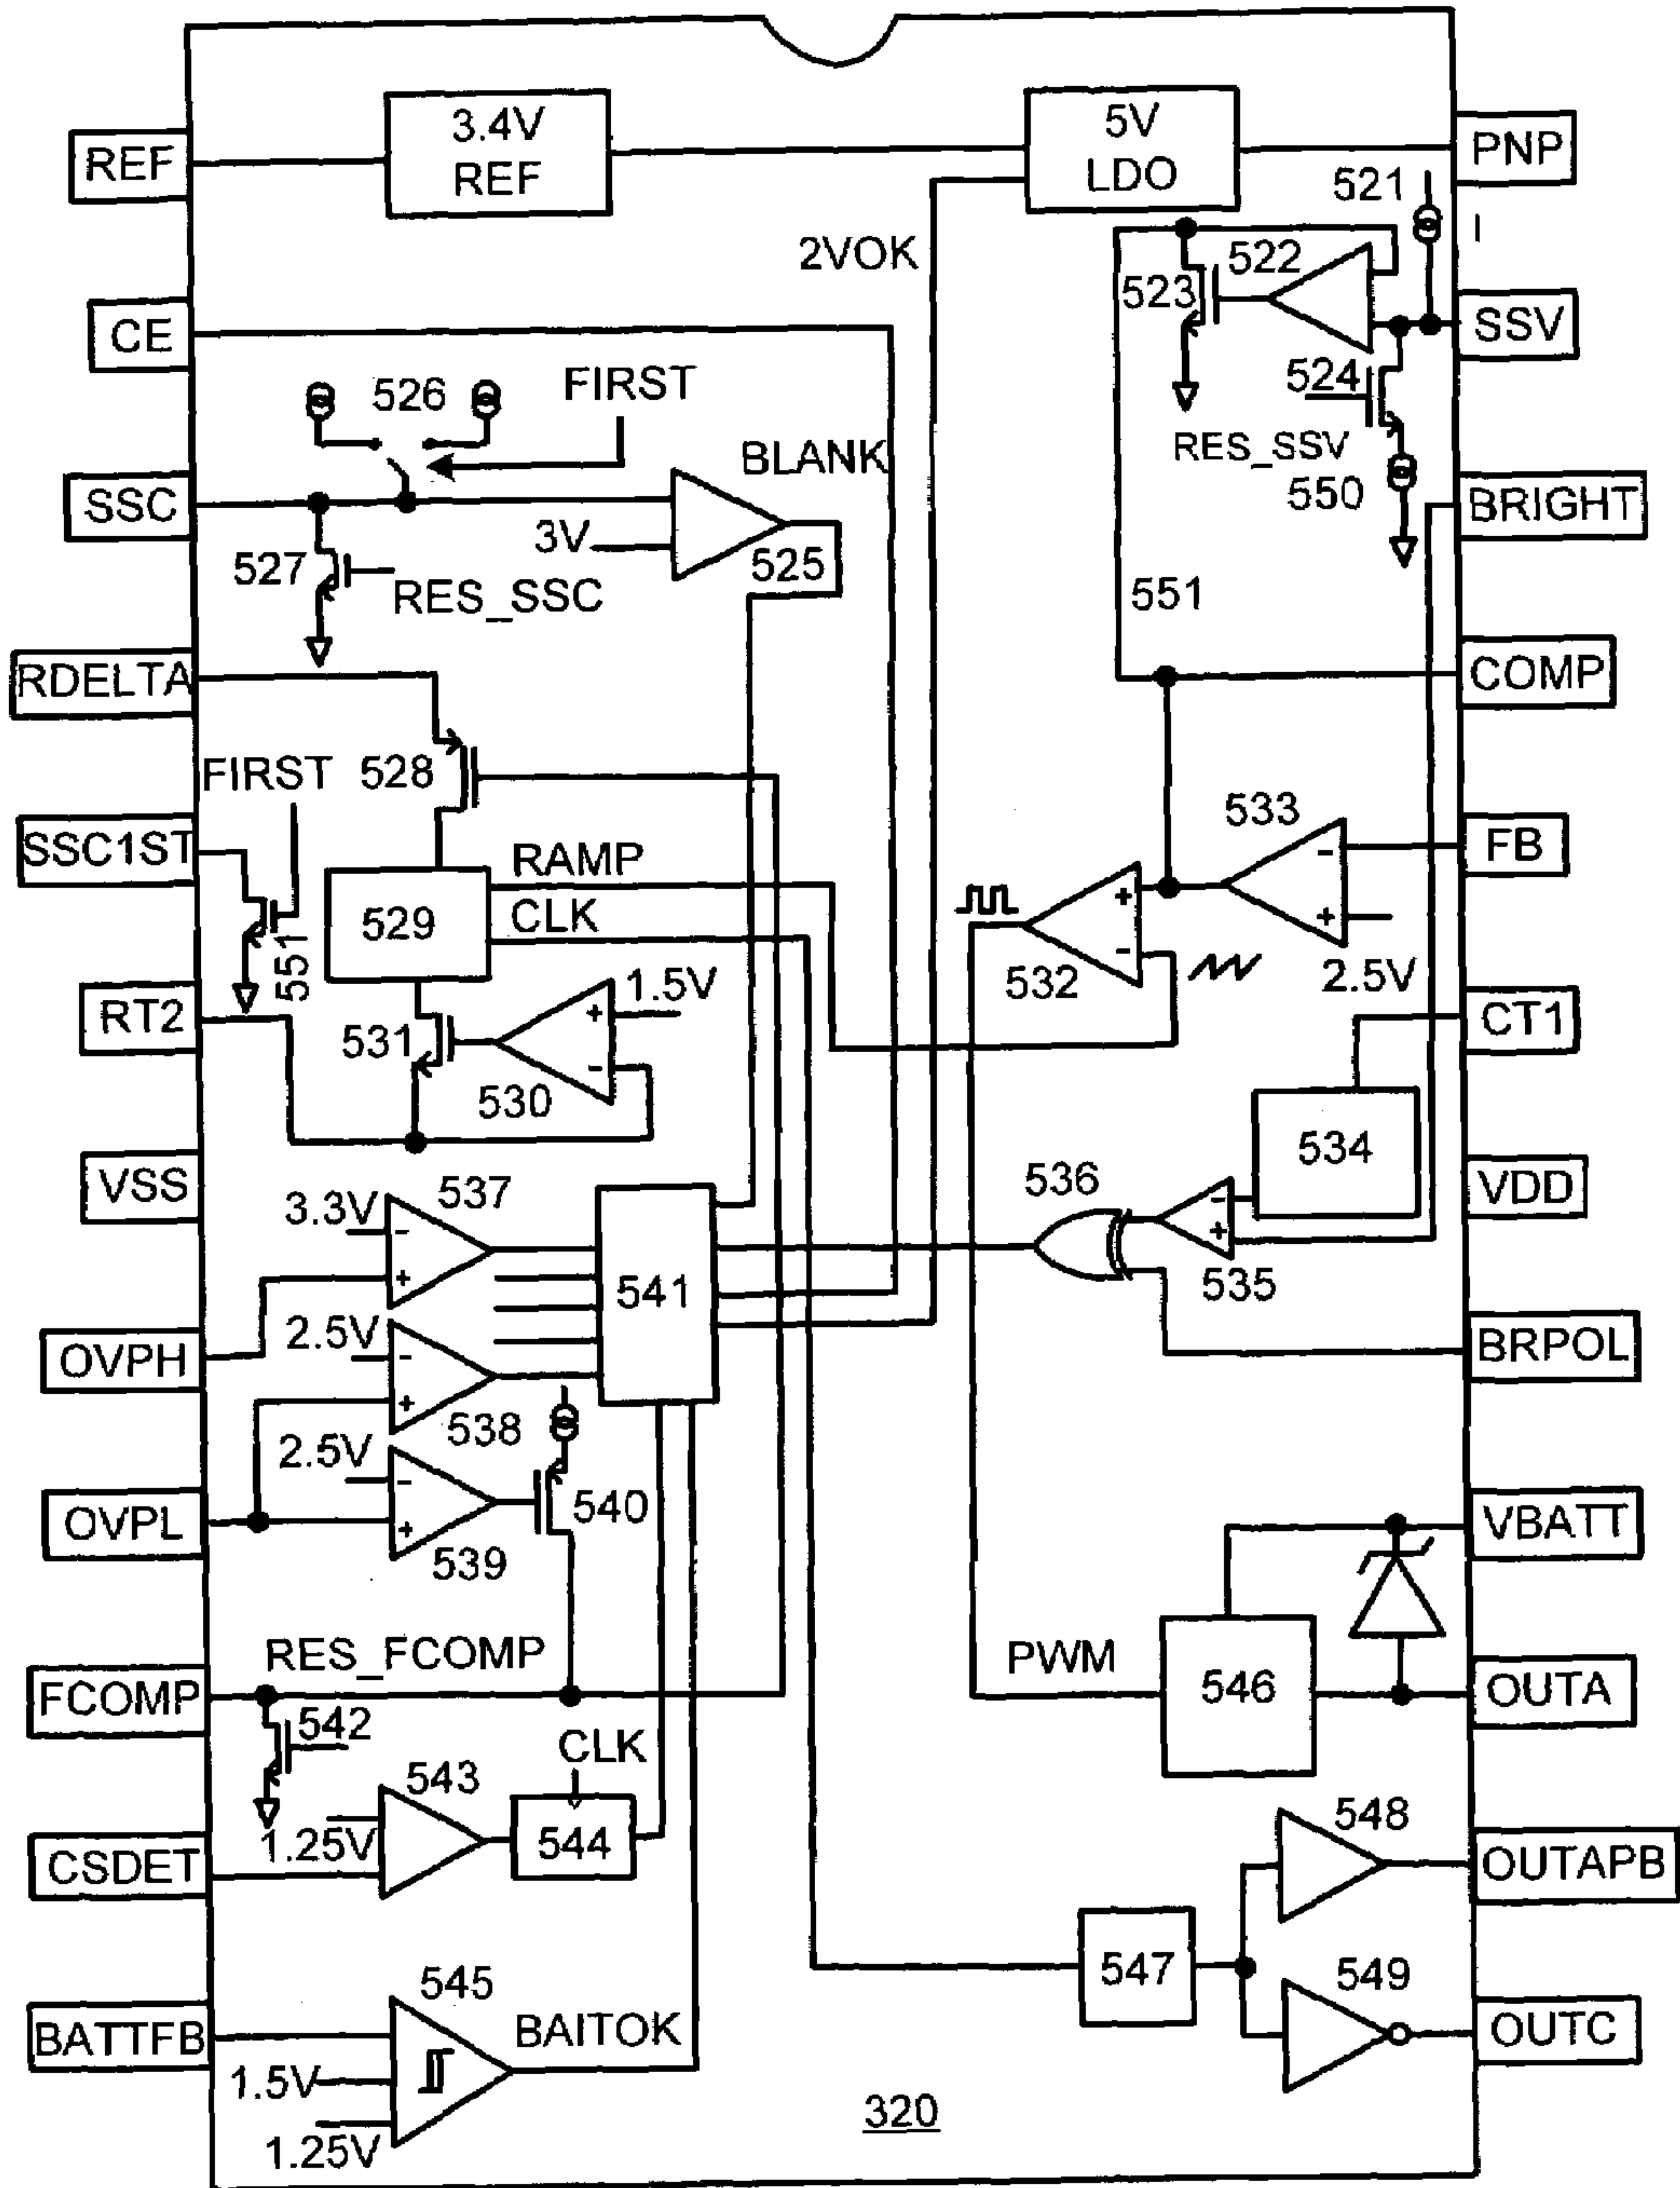 3.4V
REF
5V
LDO
REF
PNP
521
I
2VOK
522
523
CE
SSV
526
FIRST
524
RES_SSV
BLANK
550
SSC
BRIGHT
3V
525
527
RES_SSC
551
RDELTA
COMP
FIRST
528
533
SSC1ST
RAMP
FB
-
+
529
CLK
+
-
532
2.5V
551
1.5V
RT2
CT1
531
+
-
530
534
VSS
537
536
VDD
3.3V
-
+
-
+
541
535
2.5V
OVPH
-
+
BRPOL
538
2.5V
-
+
540
OVPL
VBATT
539
RES_FCOMP
PWM
FCOMP
546
OUTA
542
CLK
543
548
1.25V
544
CSDET
OUTAPB
547
549
545
BATTFB
BAITOK
OUTC
1.5V
1.25V
320